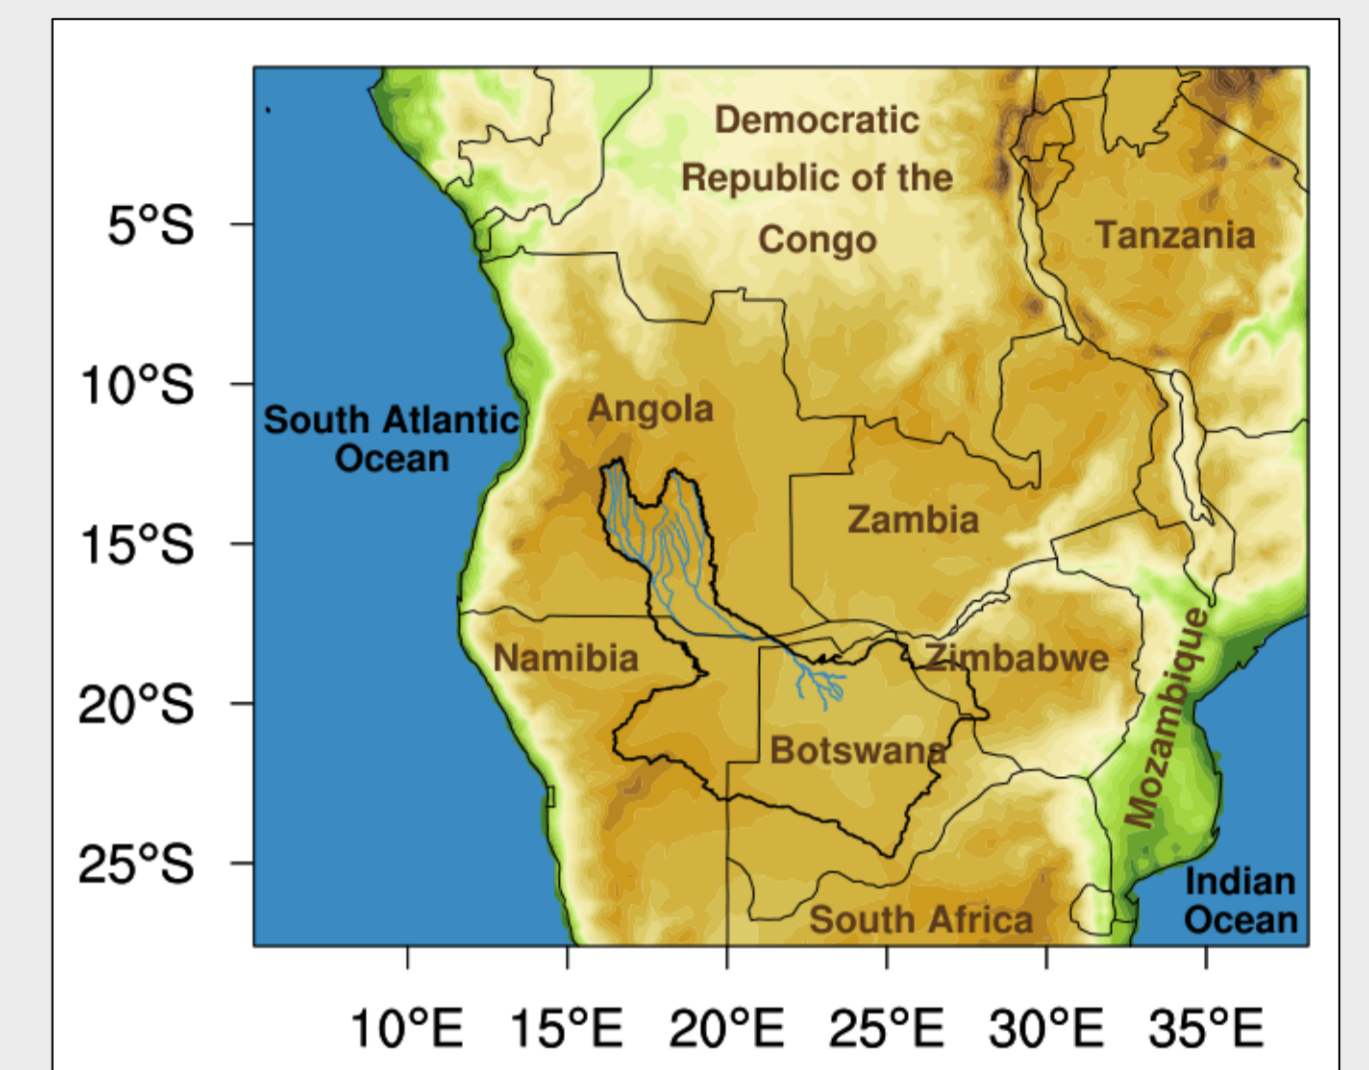 Democratic
Republic of the
Congo
Tanzania
5°S
10°S
South Atlantic
Ocean
Angola
Zambia
15°S
Namibia
Zimbabwe
20°S
Botswana
Mozambique
25°S
Indian
Ocean
South Africa
10°E 15°E 20°E 25°E 30°E 35°E